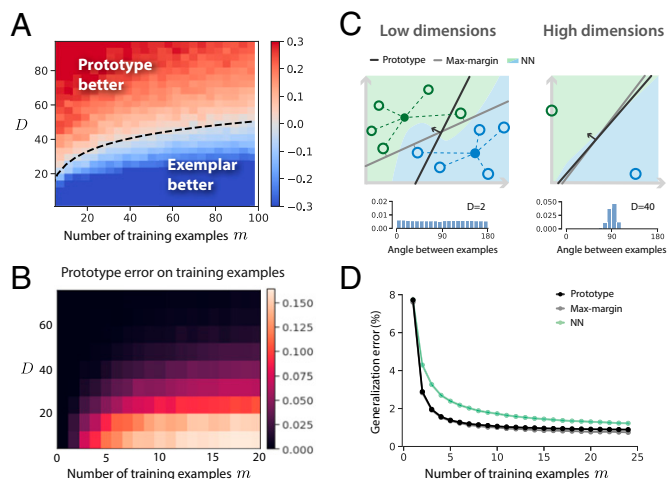 A
Prototype
better
Exemplar
better
D
80
60
40
20
20
40
60
80
100
Number of training examples m
0.3
0.2
0.1
0.0
−0.1
−0.2
−0.3
C
Low dimensions
High dimensions
Prototype
Max-margin
NN
0.02
0.01
0.00
D=2
0
90
180
Angle between examples
0.050
0.025
0.000
D=40
0
90
180
Angle between examples
B
Prototype error on training examples
D
60
40
20
0
5
10
15
20
Number of training examples m
0.150
0.125
0.100
0.075
0.050
0.025
0.000
D
Generalization error (%)
8
6
4
2
0
0
5
10
15
20
25
Number of training examples m
Prototype
Max-margin
NN